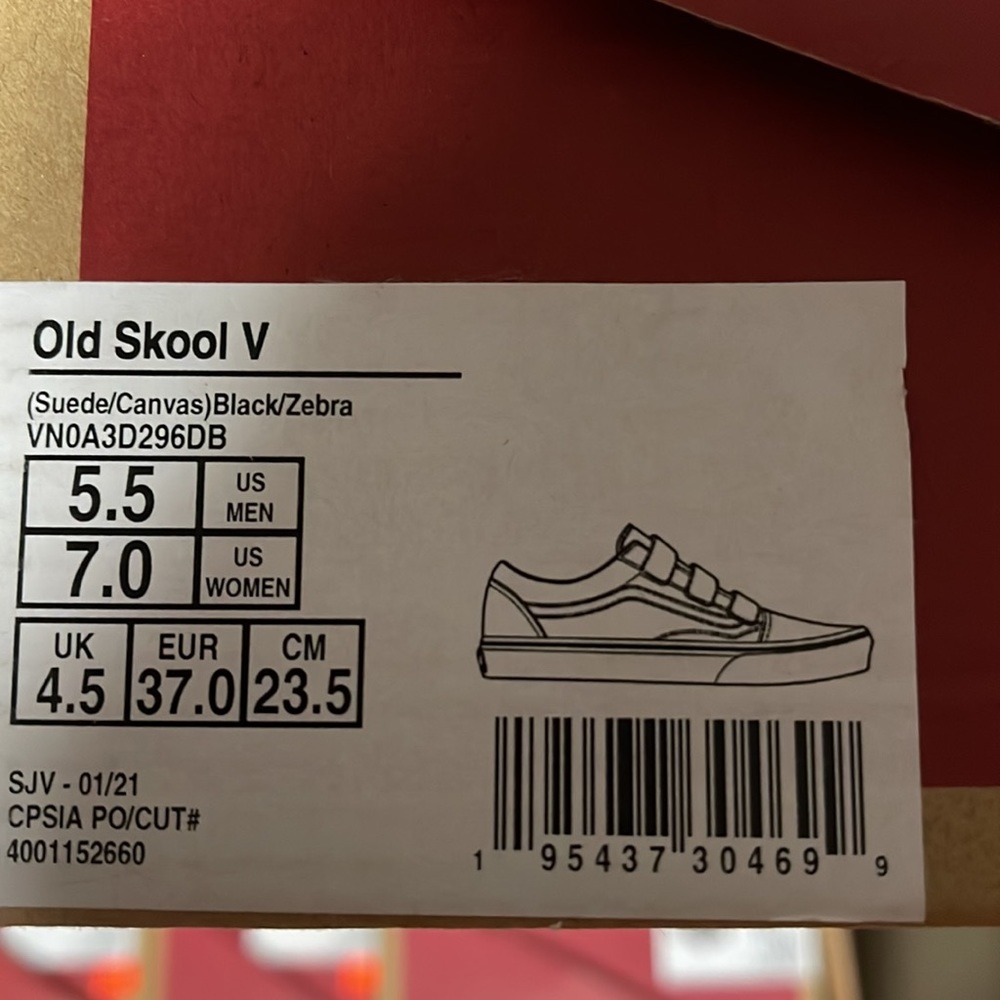 Old Skool V
(Suede/Canvas)Black/Zebra
VN0A3D296DB
5.5 US MEN
7.0 US WOMEN
UK EUR CM
4.5 37.0 23.5
SJV - 01/21
CPSIA PO/CUT#
4001152660
1 95437 30469 9